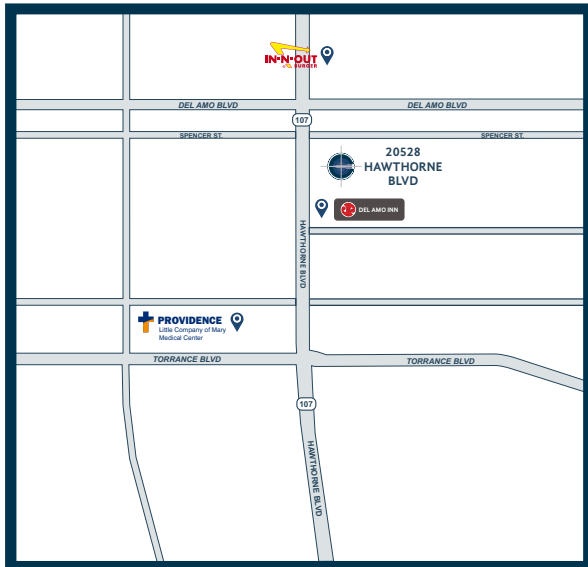 IN-N-OUT
BURGER
DEL AMO BLVD
DEL AMO BLVD
107
SPENCER ST.
SPENCER ST.
20528
HAWTHORNE
BLVD
DEL AMO INN
HAWTHORNE BLVD
PROVIDENCE
Little Company of Mary
Medical Center
TORRANCE BLVD
TORRANCE BLVD
107
HAWTHORNE BLVD